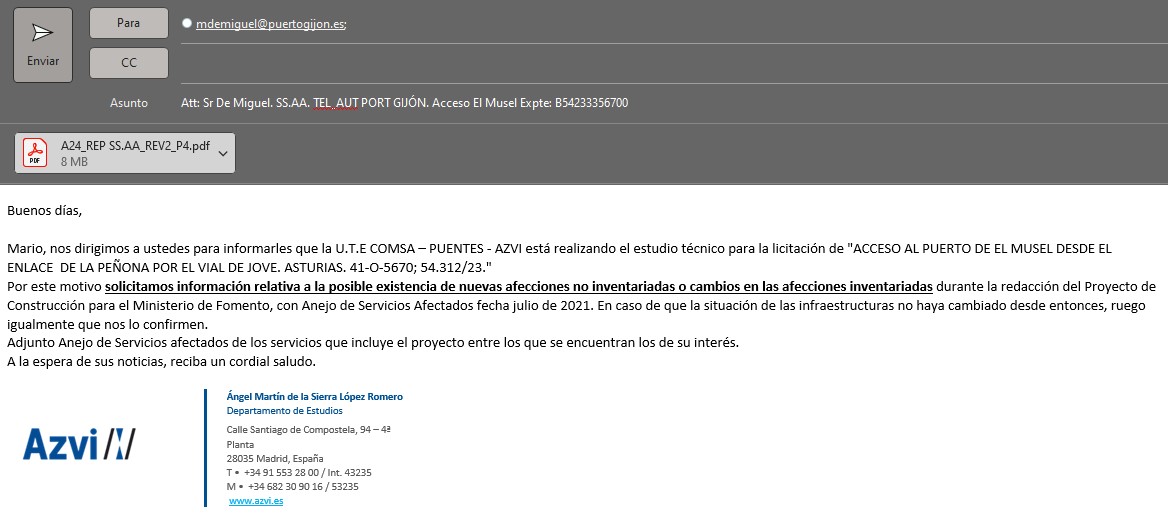 Enviar
Para
mdemiguel@puertogijon.es;
CC
Asunto
Att: Sr De Miguel. SS.AA. TEL_AUT PORT GIJÓN. Acceso El Musel Expte: B54233356700
PDF
A24_REP SS.AA_REV2_P4.pdf
8 MB
Buenos días,
Mario, nos dirigimos a ustedes para informarles que la U.T.E COMSA – PUENTES - AZVI está realizando el estudio técnico para la licitación de "ACCESO AL PUERTO DE EL MUSEL DESDE EL
ENLACE  DE LA PEÑONA POR EL VIAL DE JOVE. ASTURIAS. 41-O-5670; 54.312/23."
Por este motivo solicitamos información relativa a la posible existencia de nuevas afecciones no inventariadas o cambios en las afecciones inventariadas durante la redacción del Proyecto de
Construcción para el Ministerio de Fomento, con Anejo de Servicios Afectados fecha julio de 2021. En caso de que la situación de las infraestructuras no haya cambiado desde entonces, ruego
igualmente que nos lo confirmen.
Adjunto Anejo de Servicios afectados de los servicios que incluye el proyecto entre los que se encuentran los de su interés.
A la espera de sus noticias, reciba un cordial saludo.
Azvi
Ángel Martín de la Sierra López Romero
Departamento de Estudios
Calle Santiago de Compostela, 94 – 4ª
Planta
28035 Madrid, España
T • +34 91 553 28 00 / Int. 43235
M • +34 682 30 90 16 / 53235
www.azvi.es